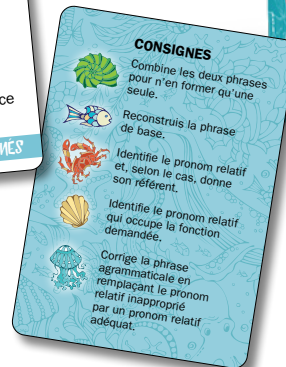 ce
MÉS
CONSIGNES
Combine les deux phrases
pour n'en former qu'une
seule.
Reconstruis la phrase
de base.
Identifie le pronom relatif
et, selon le cas, donne
son référent.
Identifie le pronom relatif
qui occupe la fonction
demandée.
Corrige la phrase
agrammaticale en
remplaçant le pronom
relatif inapproprié
par un pronom relatif
adéquat.